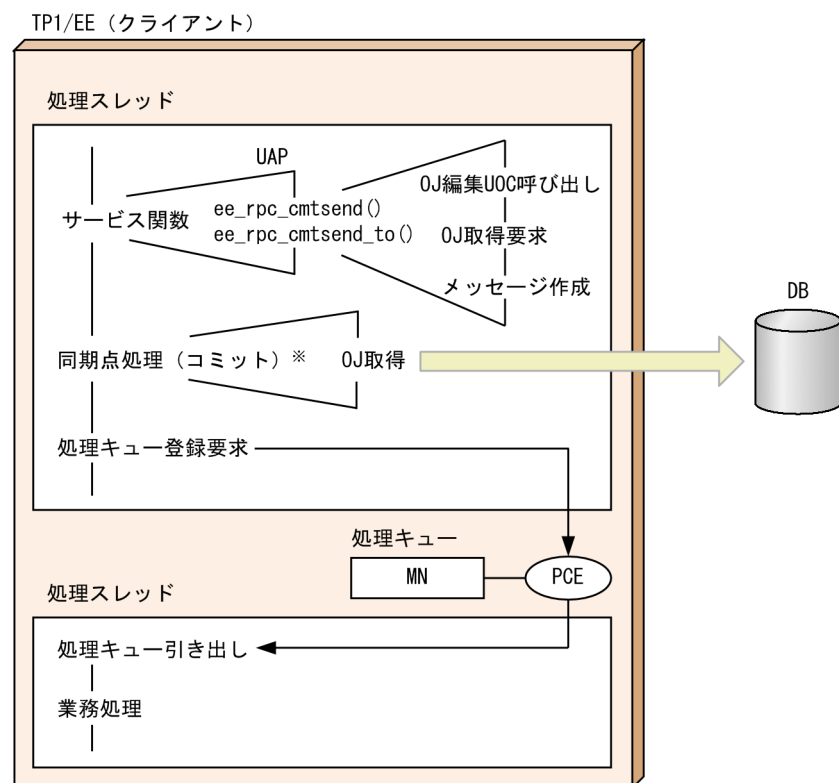 TP1/EE（クライアント）
処理スレッド
UAP
サービス関数
ee_rpc_cmtsend()
ee_rpc_cmtsend_to()
OJ編集UOC呼び出し
OJ取得要求
メッセージ作成
DB
同期点処理（コミット）※
OJ取得
処理キュー登録要求
処理キュー
MN
PCE
処理スレッド
処理キュー引き出し
業務処理